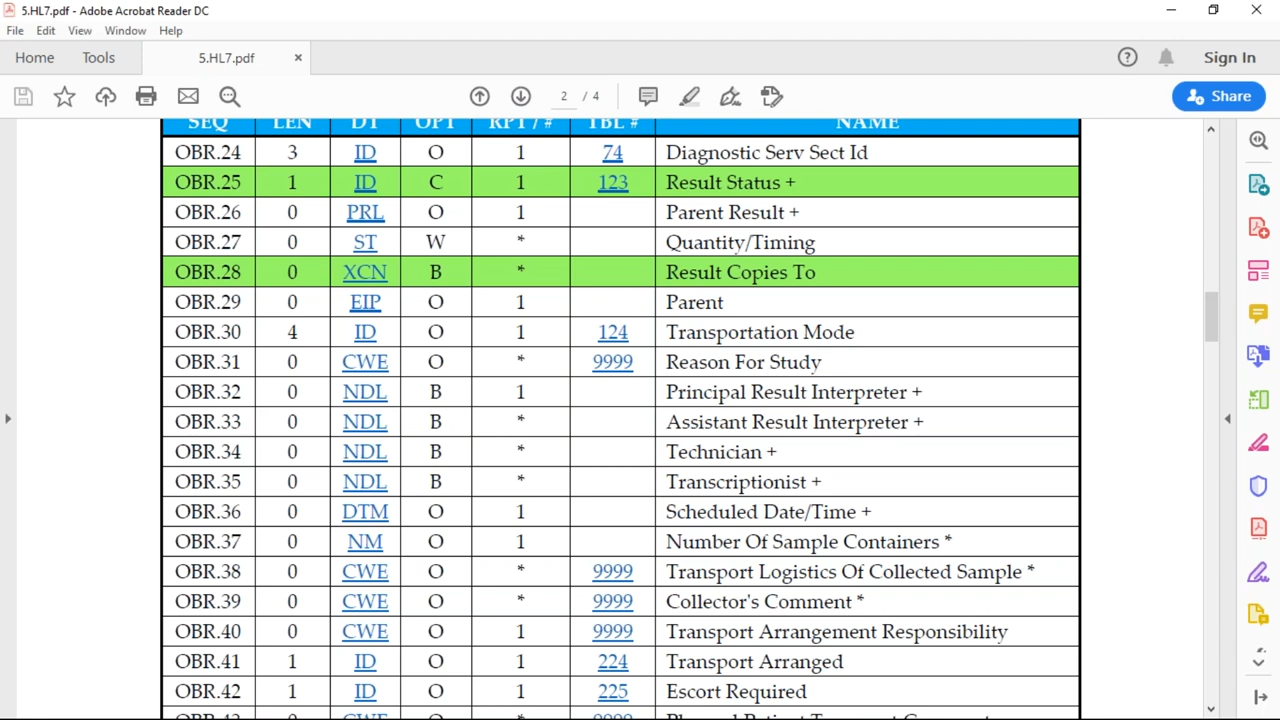 5.HL7.pdf - Adobe Acrobat Reader DC
File Edit View Window Help
Home Tools 5.HL7.pdf × Sign In
2 / 4 Share
SEQ LEN DT OPT RPT / # TBL # NAME
OBR.24 3 ID O 1 74 Diagnostic Serv Sect Id
OBR.25 1 ID C 1 123 Result Status +
OBR.26 0 PRL O 1 Parent Result +
OBR.27 0 ST W * Quantity/Timing
OBR.28 0 XCN B * Result Copies To
OBR.29 0 EIP O 1 Parent
OBR.30 4 ID O 1 124 Transportation Mode
OBR.31 0 CWE O * 9999 Reason For Study
OBR.32 0 NDL B 1 Principal Result Interpreter +
OBR.33 0 NDL B * Assistant Result Interpreter +
OBR.34 0 NDL B * Technician +
OBR.35 0 NDL B * Transcriptionist +
OBR.36 0 DTM O 1 Scheduled Date/Time +
OBR.37 0 NM O 1 Number Of Sample Containers *
OBR.38 0 CWE O * 9999 Transport Logistics Of Collected Sample *
OBR.39 0 CWE O * 9999 Collector's Comment *
OBR.40 0 CWE O 1 9999 Transport Arrangement Responsibility
OBR.41 1 ID O 1 224 Transport Arranged
OBR.42 1 ID O 1 225 Escort Required